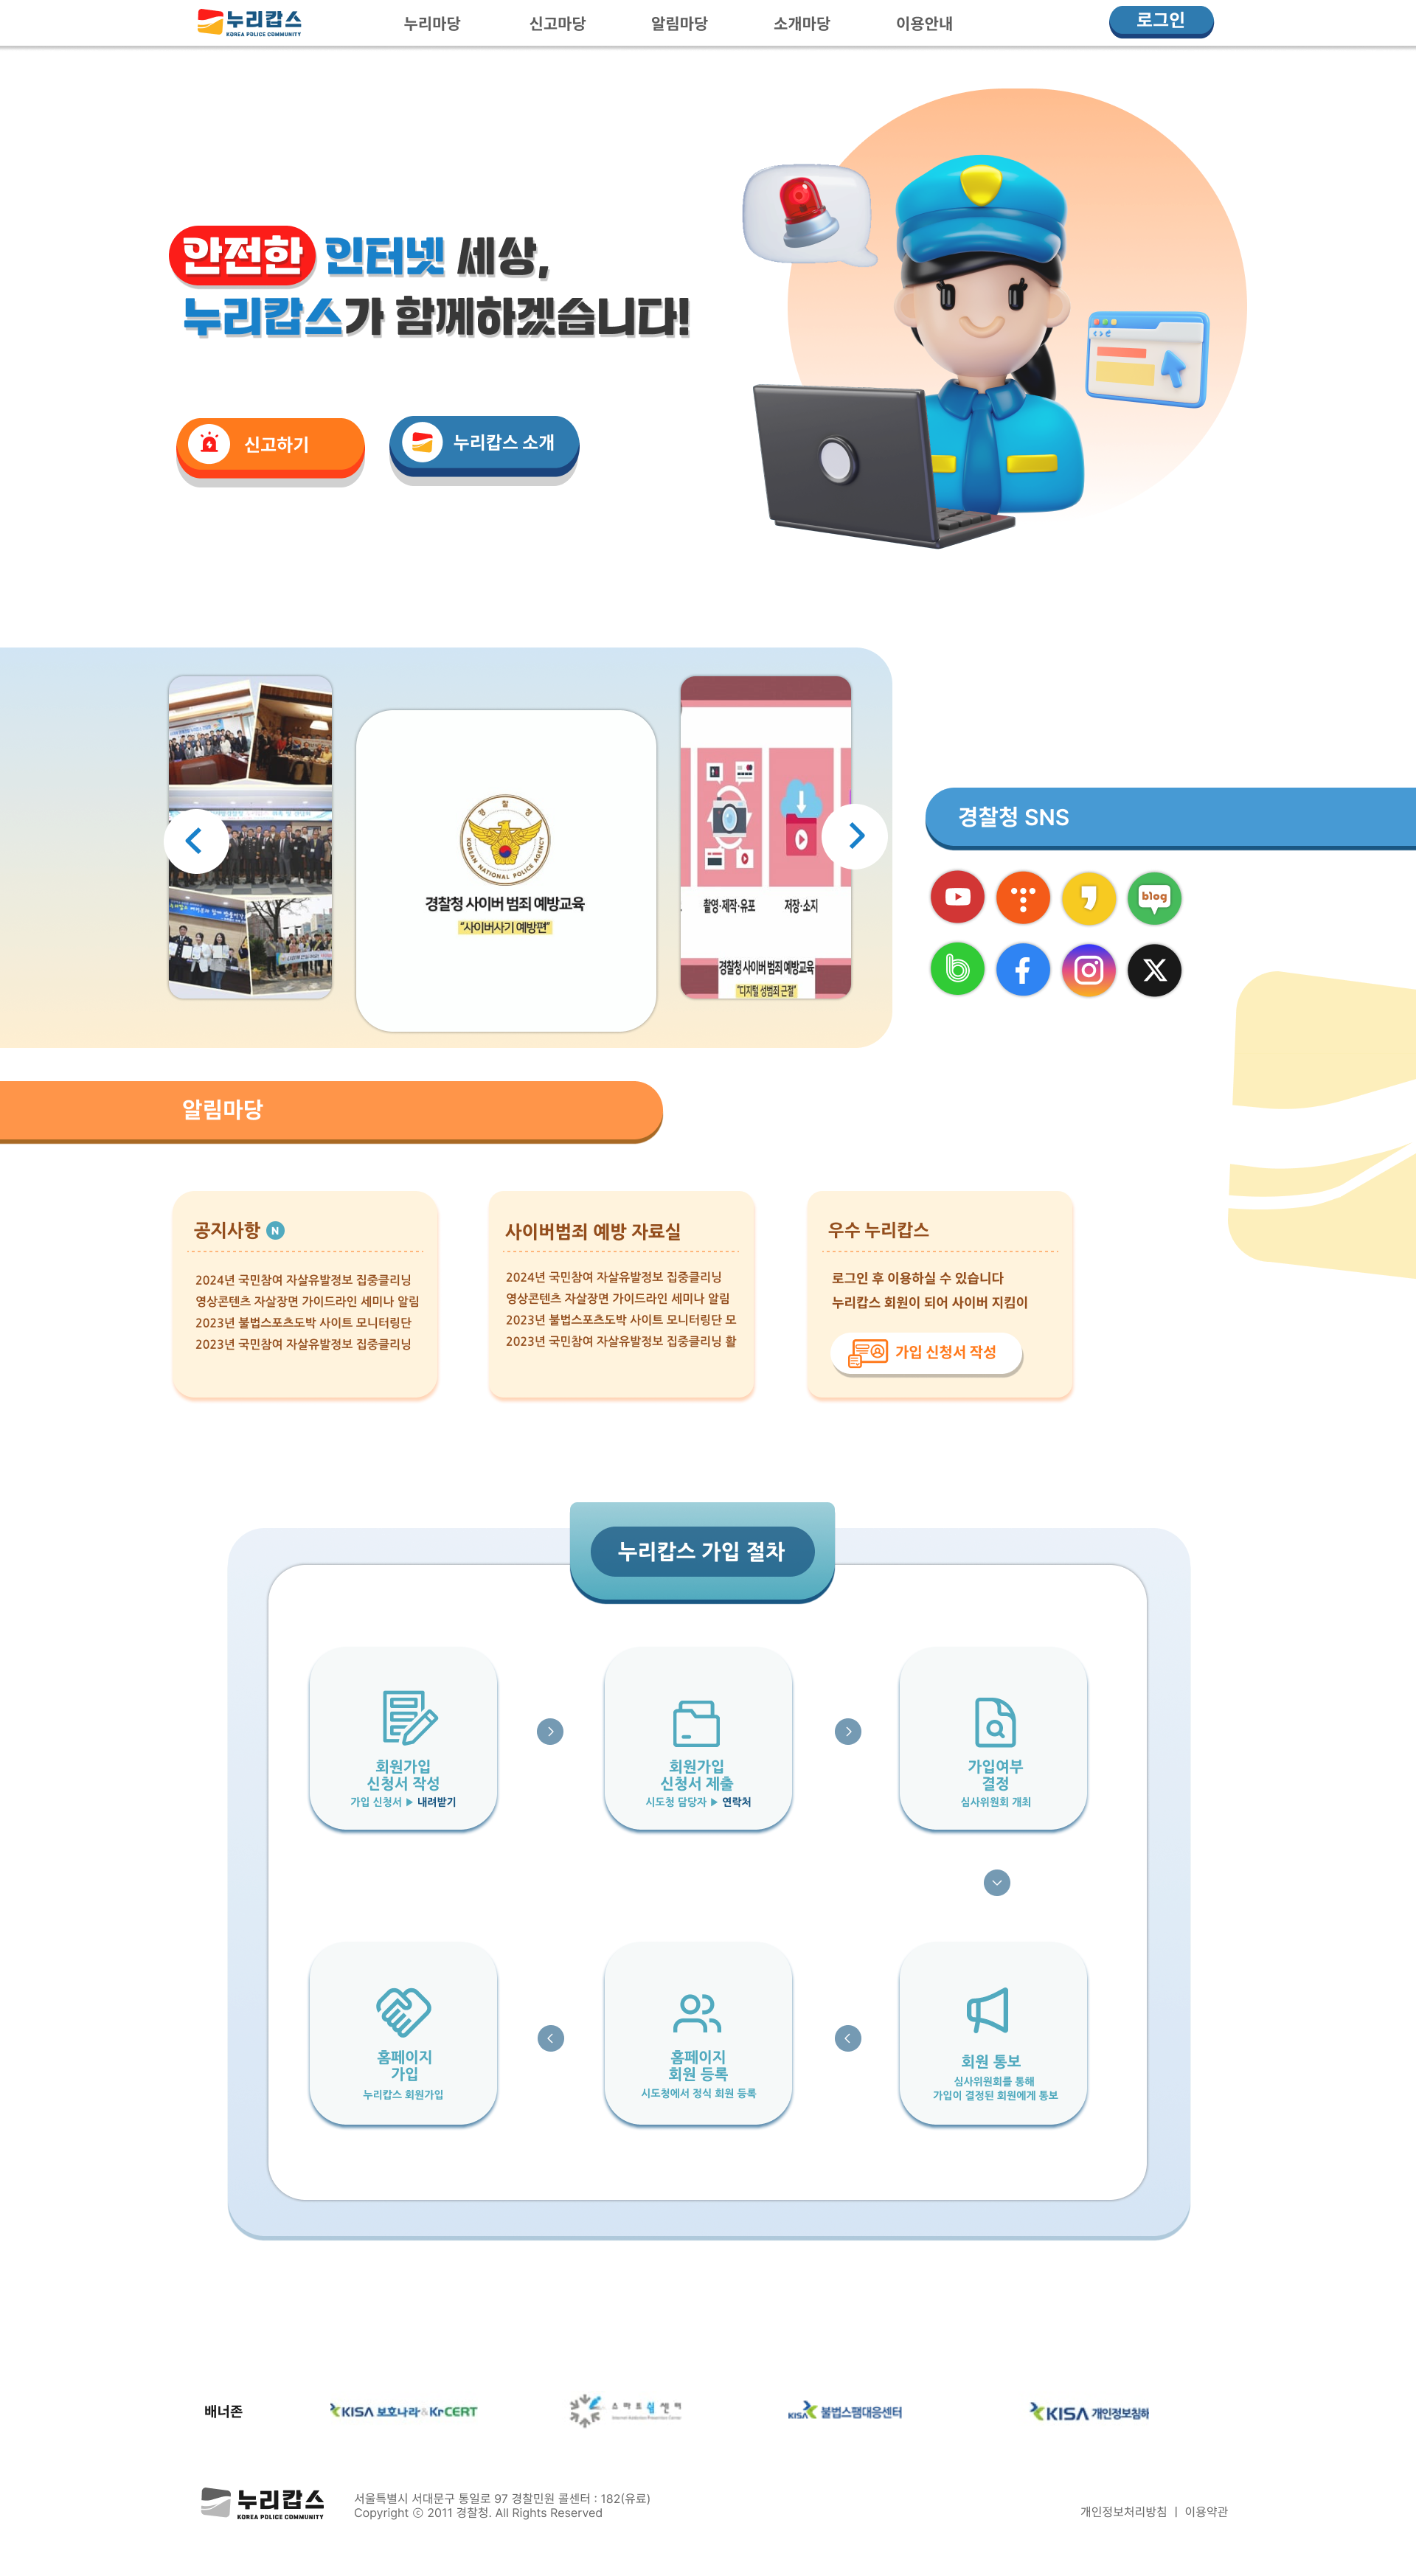 누리캅스
KOREA POLICE COMMUNITY
누리마당
신고마당
알림마당
소개마당
이용안내
로그인
안전한 인터넷 세상,
누리캅스가 함께하겠습니다!
신고하기
누리캅스 소개
경찰청
KOREAN NATIONAL POLICE AGENCY
경찰청 사이버 범죄 예방교육
“사이버사기 예방편”
촬영·제작·유포
저장·소지
경찰청 사이버 범죄 예방교육
“디지털 성범죄 근절”
경찰청 SNS
blog
알림마당
공지사항 N
2024년 국민참여 자살유발정보 집중클리닝
영상콘텐츠 자살장면 가이드라인 세미나 알림
2023년 불법스포츠도박 사이트 모니터링단
2023년 국민참여 자살유발정보 집중클리닝
사이버범죄 예방 자료실
2024년 국민참여 자살유발정보 집중클리닝
영상콘텐츠 자살장면 가이드라인 세미나 알림
2023년 불법스포츠도박 사이트 모니터링단 모
2023년 국민참여 자살유발정보 집중클리닝 활
우수 누리캅스
로그인 후 이용하실 수 있습니다
누리캅스 회원이 되어 사이버 지킴이
가입 신청서 작성
누리캅스 가입 절차
회원가입
신청서 작성
가입 신청서 ▶ 내려받기
회원가입
신청서 제출
시도청 담당자 ▶ 연락처
가입여부
결정
심사위원회 개최
홈페이지
가입
누리캅스 회원가입
홈페이지
회원 등록
시도청에서 정식 회원 등록
회원 통보
심사위원회를 통해
가입이 결정된 회원에게 통보
배너존
KISA 보호나라&KrCERT
스마트쉼센터
KISA 불법스팸대응센터
KISA 개인정보침해
누리캅스
KOREA POLICE COMMUNITY
서울특별시 서대문구 통일로 97 경찰민원 콜센터 : 182(유료)
Copyright ⓒ 2011 경찰청. All Rights Reserved
개인정보처리방침 | 이용약관